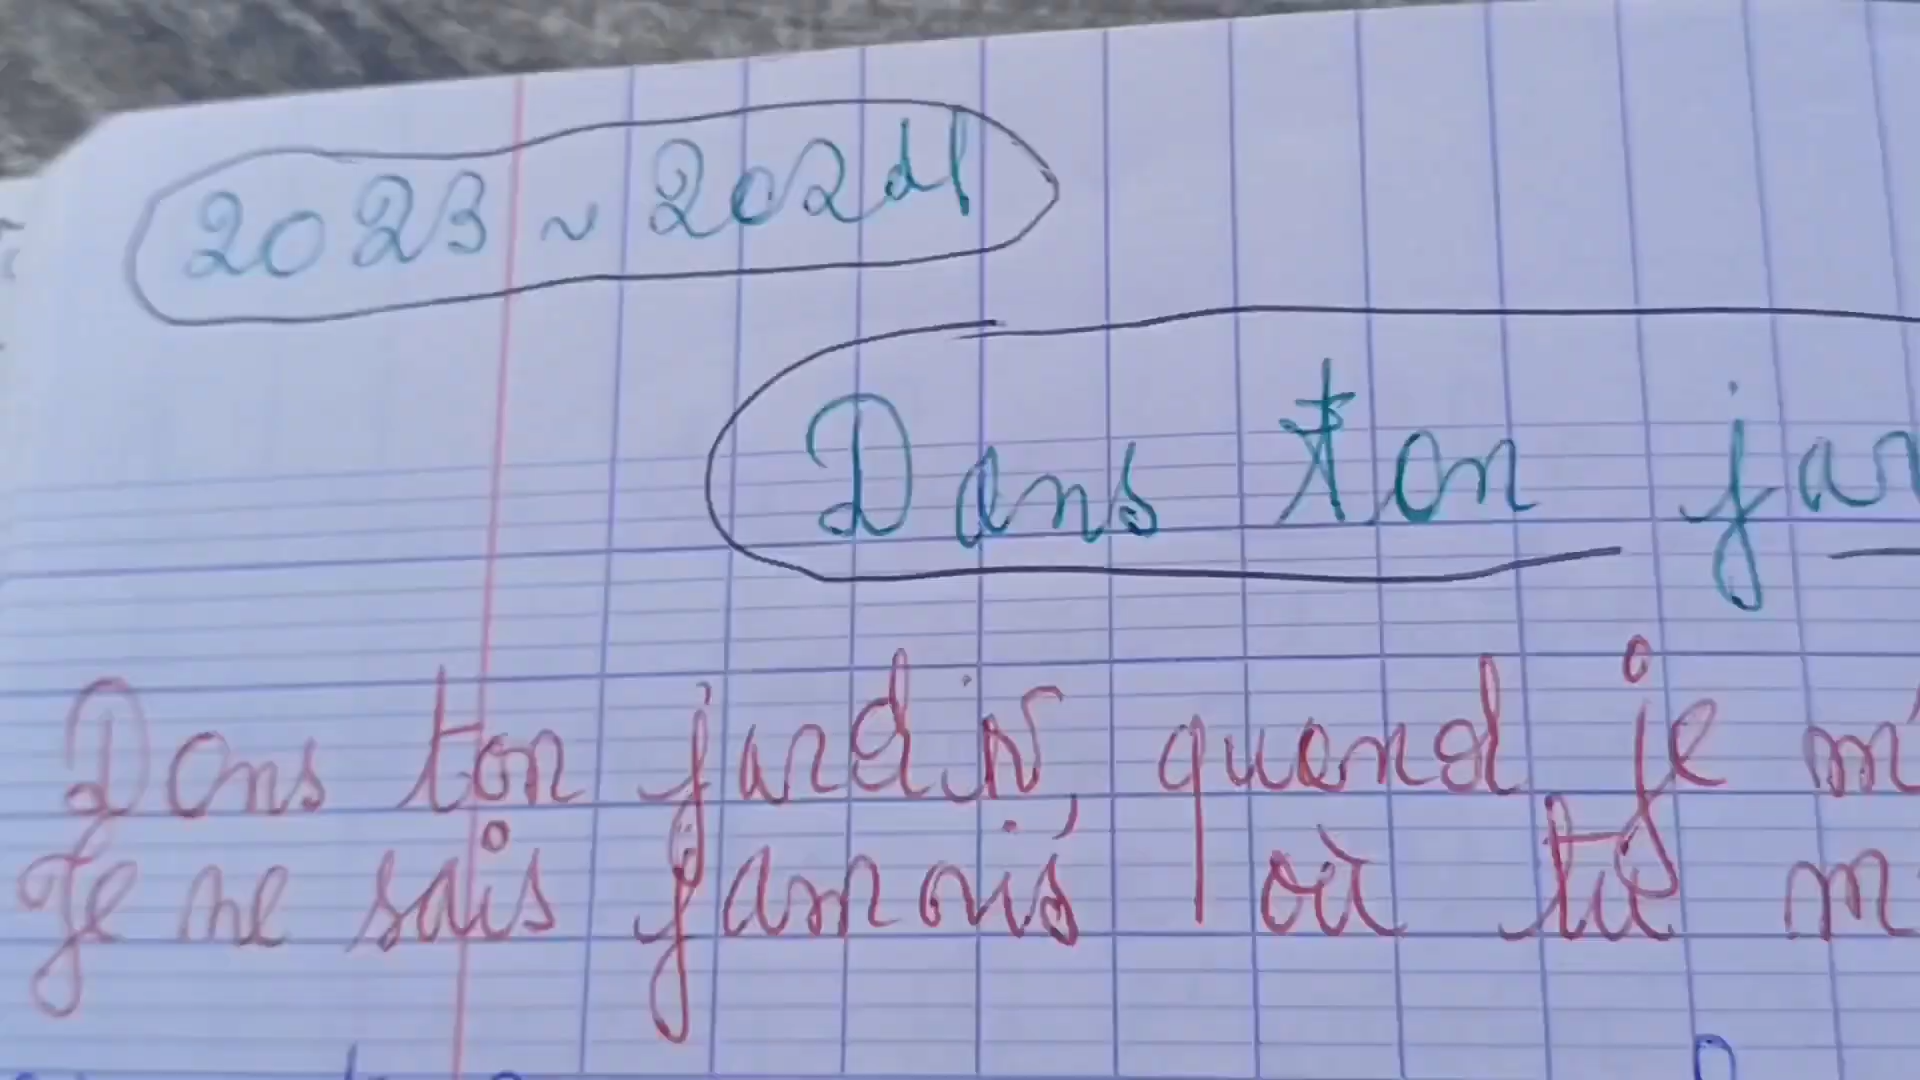 2023 ~ 2024
Dans ton jar
Dans ton jardin, quand je m'
Je ne sais jamais où tu m'